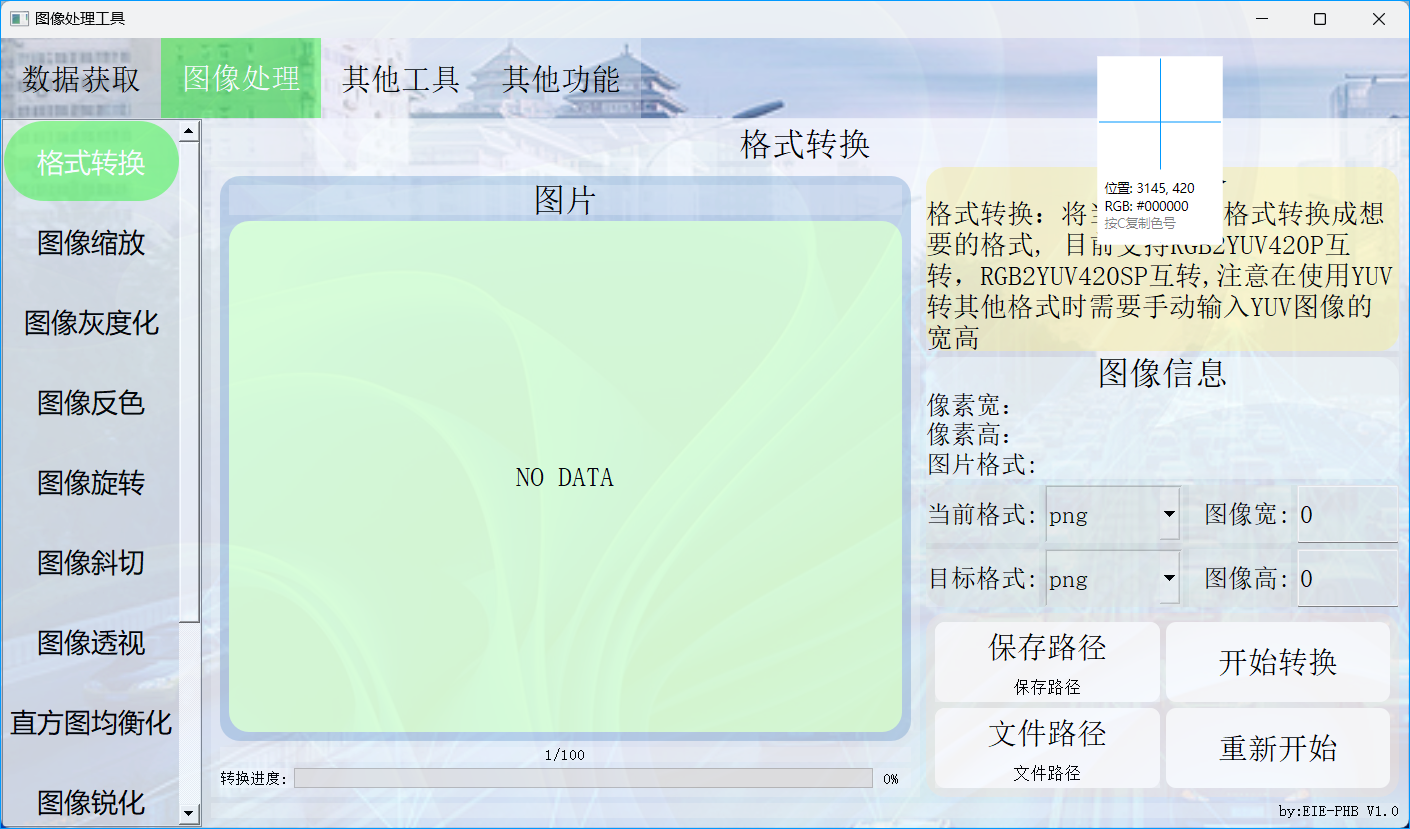 图像处理工具
数据获取
图像处理
其他工具
其他功能
格式转换
图像缩放
图像灰度化
图像反色
图像旋转
图像斜切
图像透视
直方图均衡化
图像锐化
格式转换
图片
NO DATA
1/100
转换进度:
0%
位置: 3145, 420
RGB: #000000
按C复制色号
格式转换：将当 格式转换成想
要的格式, 目前支持RGB2YUV420P互
转，RGB2YUV420SP互转,注意在使用YUV
转其他格式时需要手动输入YUV图像的
宽高
图像信息
像素宽:
像素高:
图片格式:
当前格式: png 图像宽: 0
目标格式: png 图像高: 0
保存路径
保存路径
开始转换
文件路径
文件路径
重新开始
by:EIE-PHB V1.0